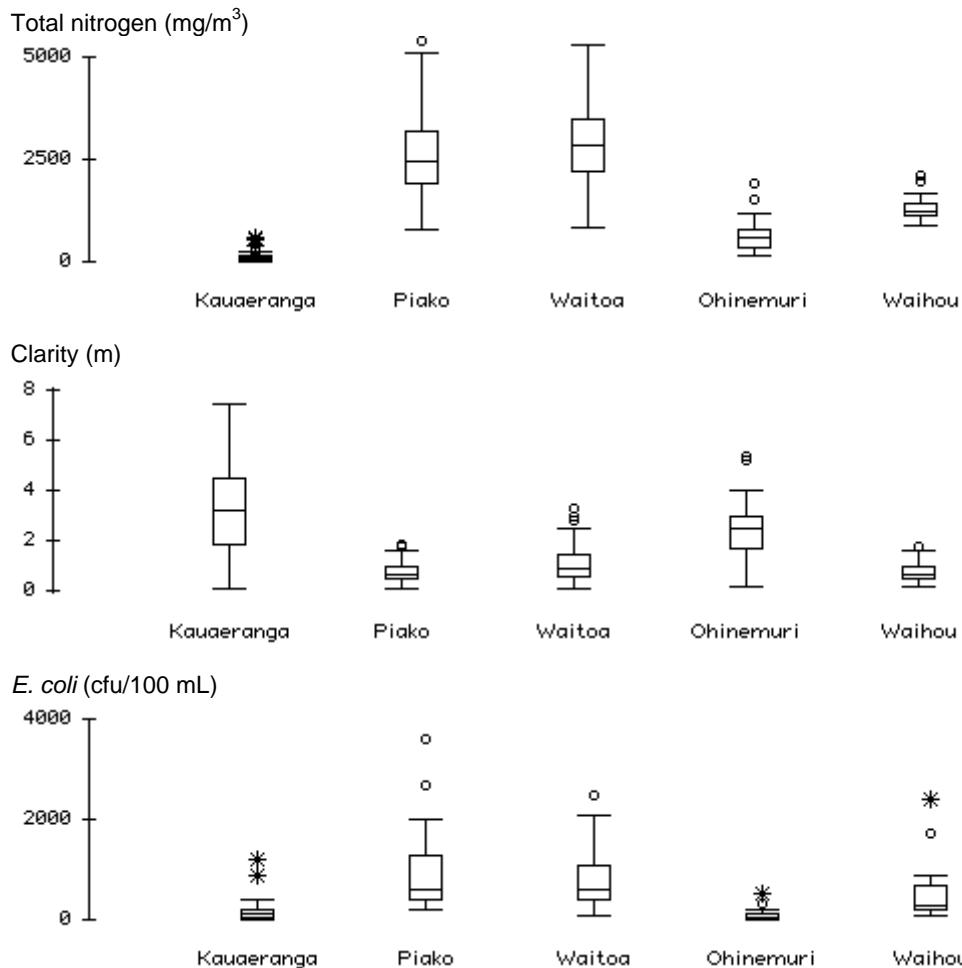 Total nitrogen (mg/m³)
5000
2500
0
Kauaeranga Piako Waitoa Ohinemuri Waihou
Clarity (m)
8
6
4
2
0
Kauaeranga Piako Waitoa Ohinemuri Waihou
E. coli (cfu/100 mL)
4000
2000
0
Kauaeranga Piako Waitoa Ohinemuri Waihou